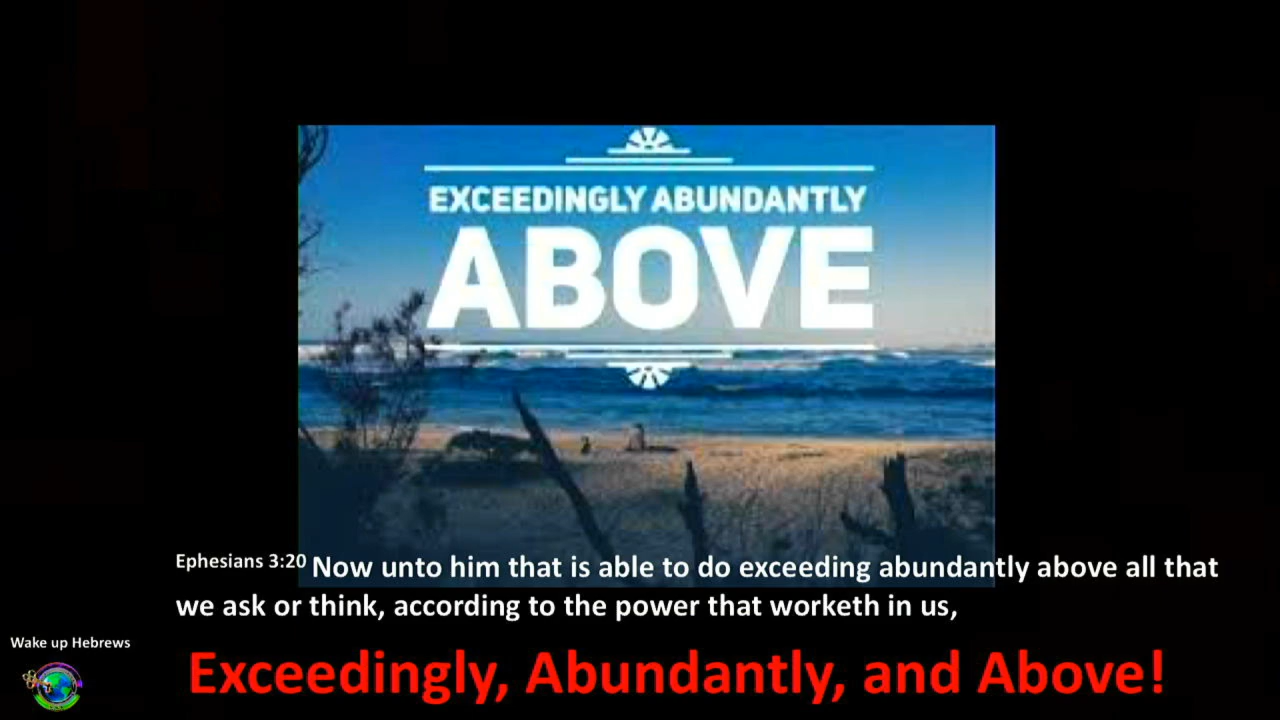 EXCEEDINGLY ABUNDANTLY
ABOVE
Ephesians 3:20 Now unto him that is able to do exceeding abundantly above all that
we ask or think, according to the power that worketh in us,
Wake up Hebrews
Exceedingly, Abundantly, and Above!